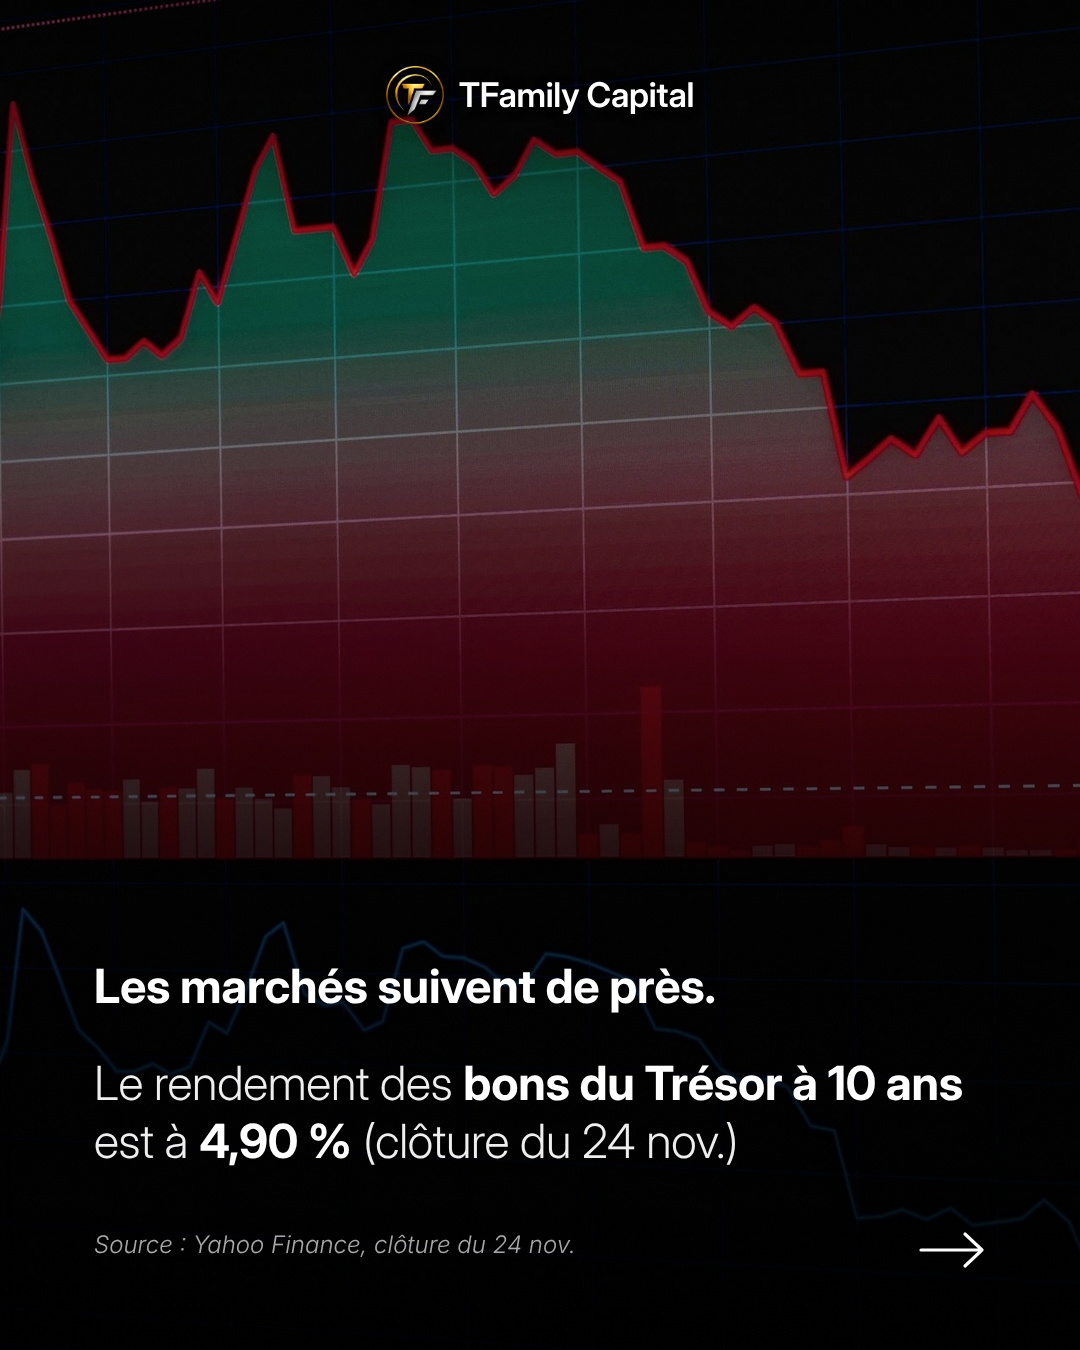 TF
TFamily Capital
Les marchés suivent de près.
Le rendement des bons du Trésor à 10 ans
est à 4,90 % (clôture du 24 nov.)
Source : Yahoo Finance, clôture du 24 nov.